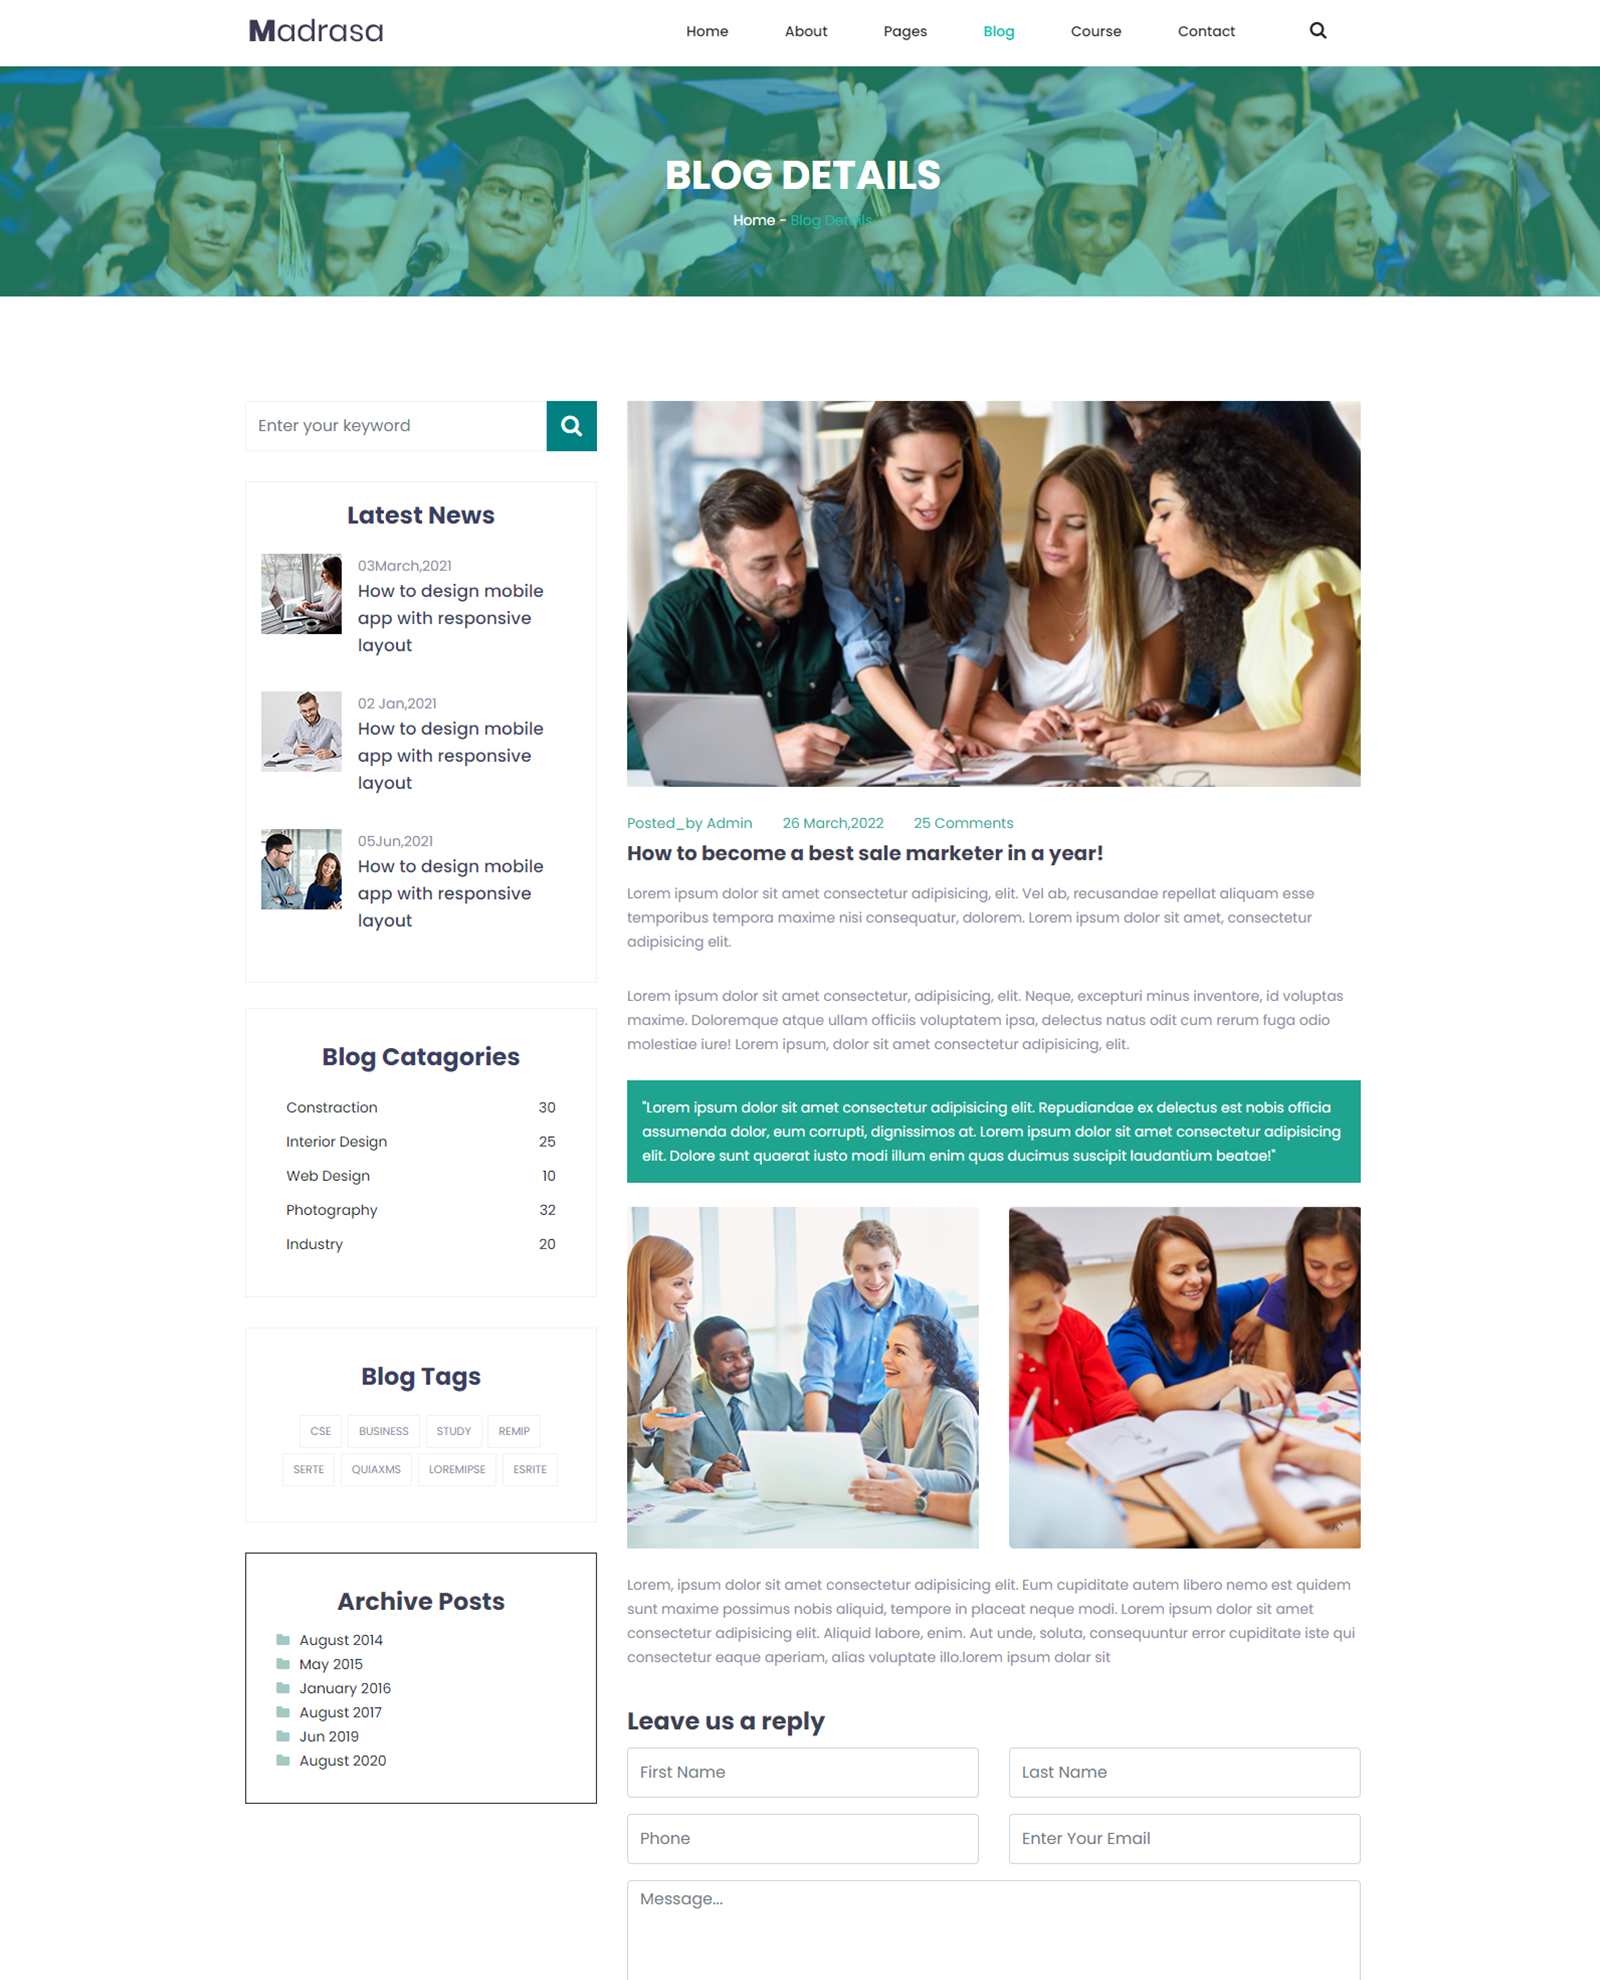 Madrasa
Home About Pages Blog Course Contact
BLOG DETAILS
Home - Blog Details
Enter your keyword
Latest News
03March,2021
How to design mobile
app with responsive
layout
02 Jan,2021
How to design mobile
app with responsive
layout
05Jun,2021
How to design mobile
app with responsive
layout
Blog Catagories
Constraction 30
Interior Design 25
Web Design 10
Photography 32
Industry 20
Blog Tags
CSE BUSINESS STUDY REMIP
SERTE QUIAXMS LOREMIPSE ESRITE
Archive Posts
August 2014
May 2015
January 2016
August 2017
Jun 2019
August 2020
Posted_by Admin 26 March,2022 25 Comments
How to become a best sale marketer in a year!
Lorem ipsum dolor sit amet consectetur adipisicing, elit. Vel ab, recusandae repellat aliquam esse
temporibus tempora maxime nisi consequatur, dolorem. Lorem ipsum dolor sit amet, consectetur
adipisicing elit.
Lorem ipsum dolor sit amet consectetur, adipisicing, elit. Neque, excepturi minus inventore, id voluptas
maxime. Doloremque atque ullam officiis voluptatem ipsa, delectus natus odit cum rerum fuga odio
molestiae iure! Lorem ipsum, dolor sit amet consectetur adipisicing, elit.
"Lorem ipsum dolor sit amet consectetur adipisicing elit. Repudiandae ex delectus est nobis officia
assumenda dolor, eum corrupti, dignissimos at. Lorem ipsum dolor sit amet consectetur adipisicing
elit. Dolore sunt quaerat iusto modi illum enim quas ducimus suscipit laudantium beatae!"
Lorem, ipsum dolor sit amet consectetur adipisicing elit. Eum cupiditate autem libero nemo est quidem
sunt maxime possimus nobis aliquid, tempore in placeat neque modi. Lorem ipsum dolor sit amet
consectetur adipisicing elit. Aliquid labore, enim. Aut unde, soluta, consequuntur error cupiditate iste qui
consectetur eaque aperiam, alias voluptate illo.lorem ipsum dolar sit
Leave us a reply
First Name Last Name
Phone Enter Your Email
Message...